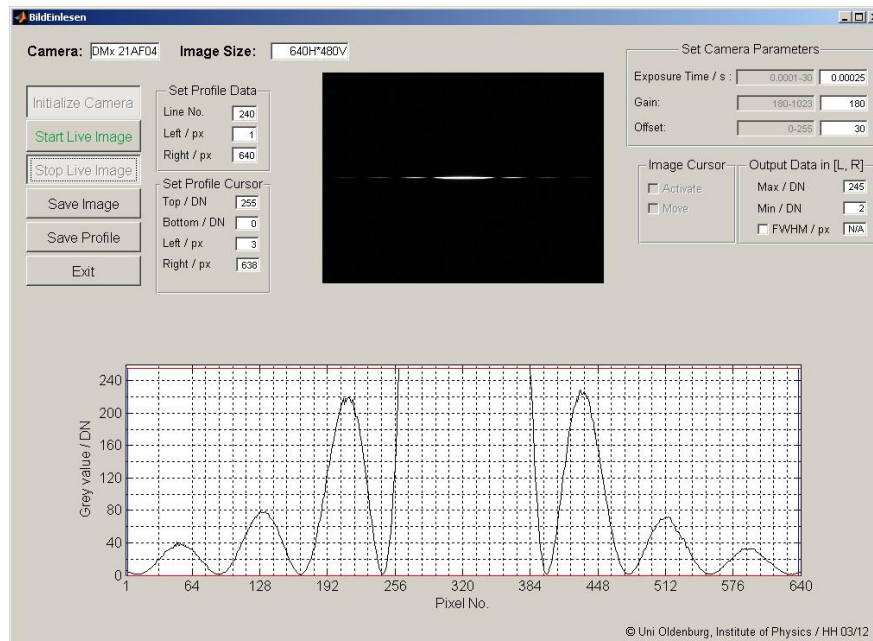 BildEinlesen
Camera: DMx 21AF04 Image Size: 640H*480V
Initialize Camera
Start Live Image
Stop Live Image
Save Image
Save Profile
Exit
Set Profile Data
Line No. 240
Left / px 1
Right / px 640
Set Profile Cursor
Top / DN 255
Bottom / DN 0
Left / px 3
Right / px 638
Set Camera Parameters
Exposure Time / s : 0.0001-30 0.00025
Gain: 180-1023 180
Offset: 0-255 30
Image Cursor
Activate
Move
Output Data in [L, R]
Max / DN 245
Min / DN 2
FWHM / px N/A
Grey value / DN
240
200
160
120
80
40
0
1 64 128 192 256 320 384 448 512 576 640
Pixel No.
© Uni Oldenburg, Institute of Physics / HH 03/12